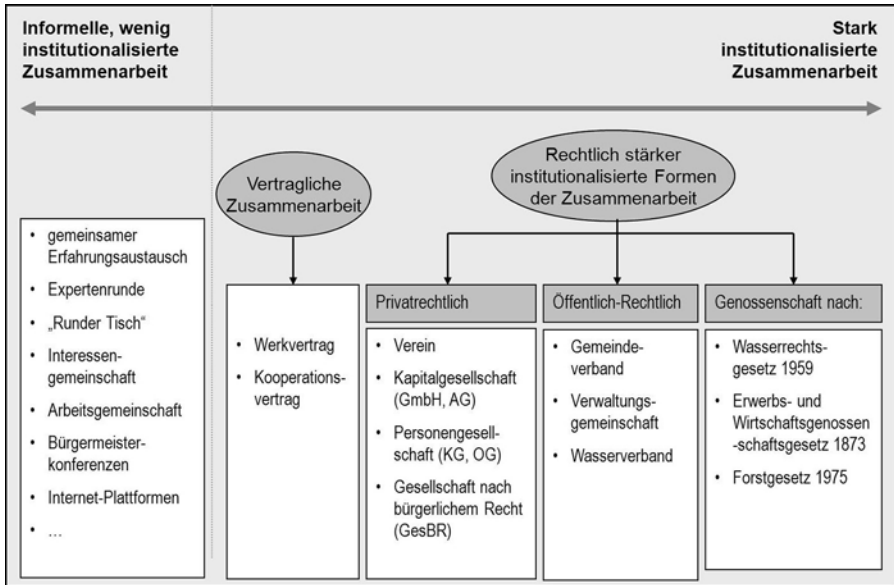 Informelle, wenig
institutionalisierte
Zusammenarbeit
Stark
institutionalisierte
Zusammenarbeit
Vertragliche
Zusammenarbeit
Rechtlich stärker
institutionalisierte Formen
der Zusammenarbeit
• gemeinsamer
Erfahrungsaustausch
• Expertenrunde
• „Runder Tisch“
• Interessen-
gemeinschaft
• Arbeitsgemeinschaft
• Bürgermeister-
konferenzen
• Internet-Plattformen
• …
• Werkvertrag
• Kooperations-
vertrag
Privatrechtlich
• Verein
• Kapitalgesellschaft
(GmbH, AG)
• Personengesell-
schaft (KG, OG)
• Gesellschaft nach
bürgerlichem Recht
(GesBR)
Öffentlich-Rechtlich
• Gemeinde-
verband
• Verwaltungs-
gemeinschaft
• Wasserverband
Genossenschaft nach:
• Wasserrechts-
gesetz 1959
• Erwerbs- und
Wirtschaftsgenossen
-schaftsgesetz 1873
• Forstgesetz 1975